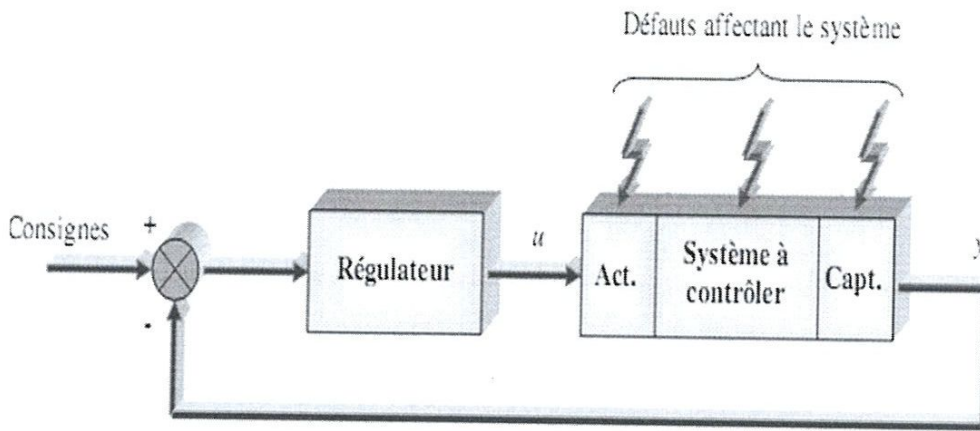 Défauts affectant le système
Consignes
+
-
Régulateur
u
Act.
Système à
contrôler
Capt.